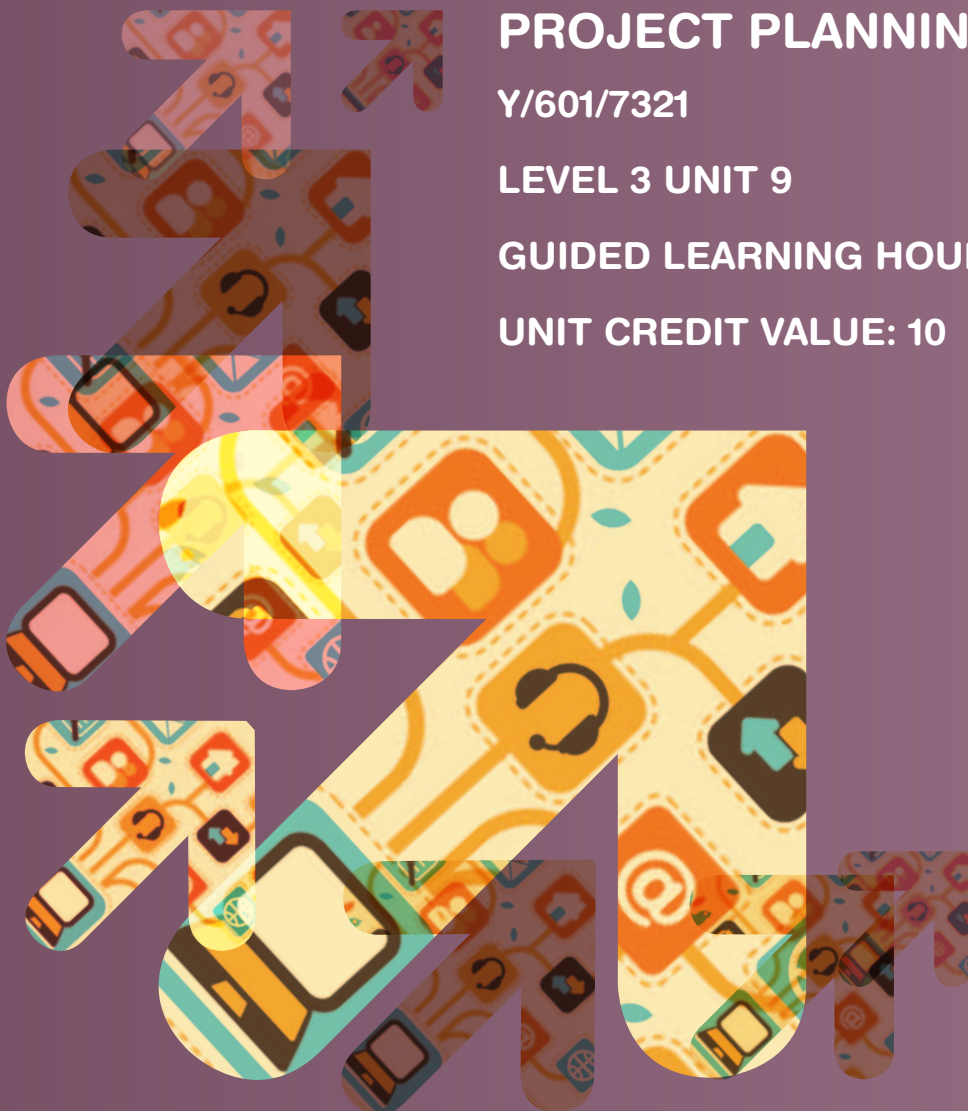 PROJECT PLANNIN
Y/601/7321
LEVEL 3 UNIT 9
GUIDED LEARNING HOU
UNIT CREDIT VALUE: 10
@